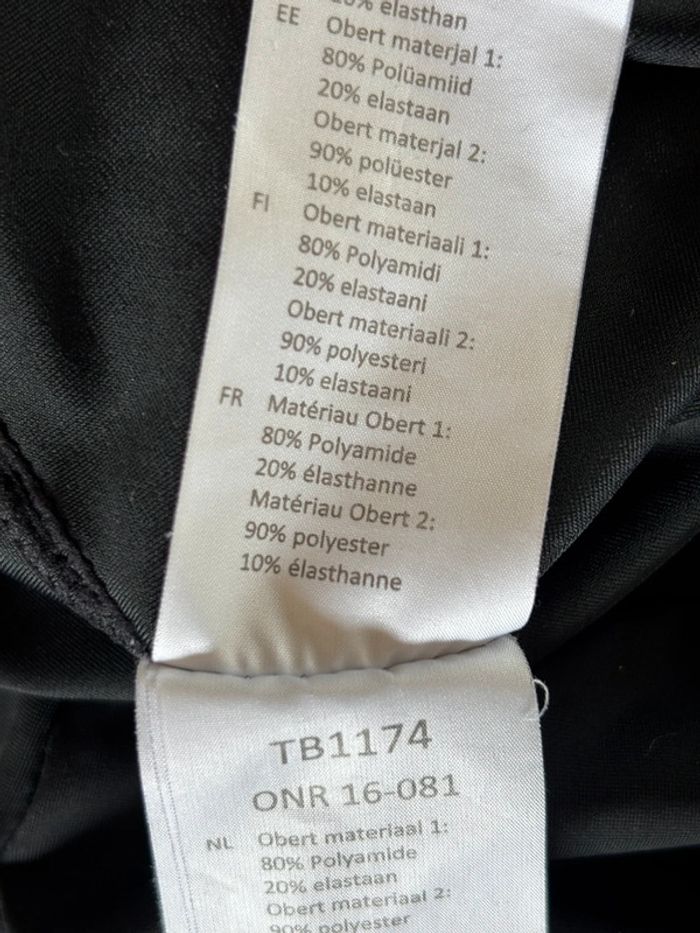 % elasthan
EE Obert materjal 1:
80% Polüamiid
20% elastaan
Obert materjal 2:
90% polüester
10% elastaan
FI Obert materiaali 1:
80% Polyamidi
20% elastaani
Obert materiaali 2:
90% polyesteri
10% elastaani
FR Matériau Obert 1:
80% Polyamide
20% élasthanne
Matériau Obert 2:
90% polyester
10% élasthanne
TB1174
ONR 16-081
NL Obert materiaal 1:
80% Polyamide
20% elastaan
Obert materiaal 2:
90% polyester